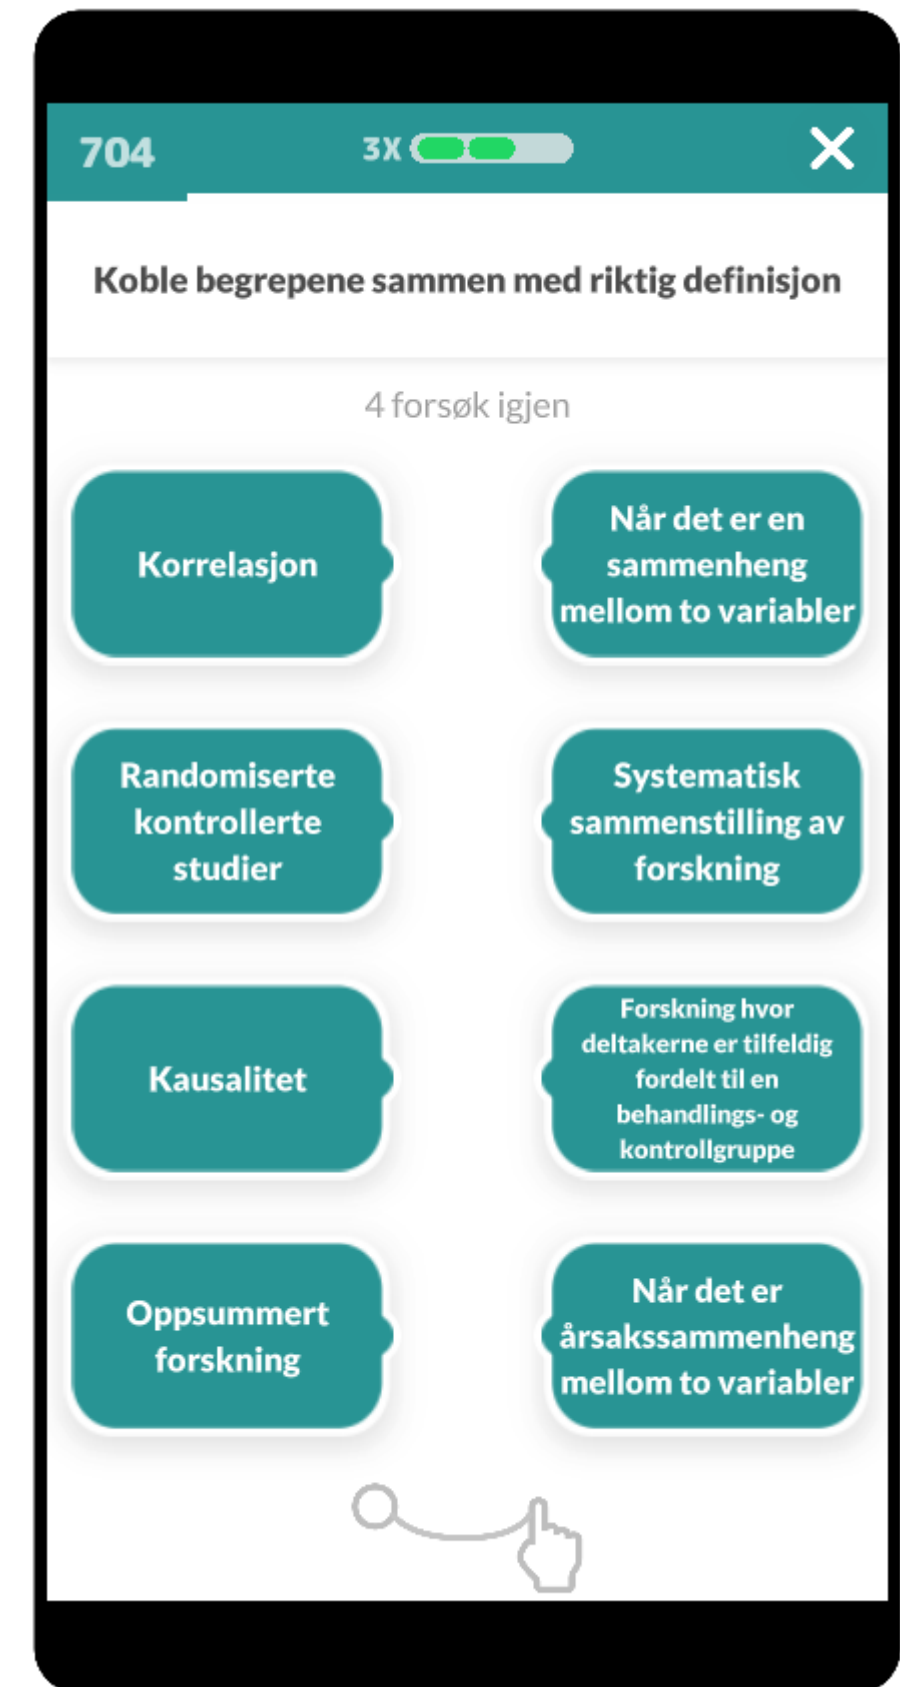 704
3X
Koble begrepene sammen med riktig definisjon
4 forsøk igjen
Korrelasjon
Når det er en
sammenheng
mellom to variabler
Randomiserte
kontrollerte
studier
Systematisk
sammenstilling av
forskning
Kausalitet
Forskning hvor
deltakerne er tilfeldig
fordelt til en
behandlings- og
kontrollgruppe
Oppsummert
forskning
Når det er
årsakssammenheng
mellom to variabler